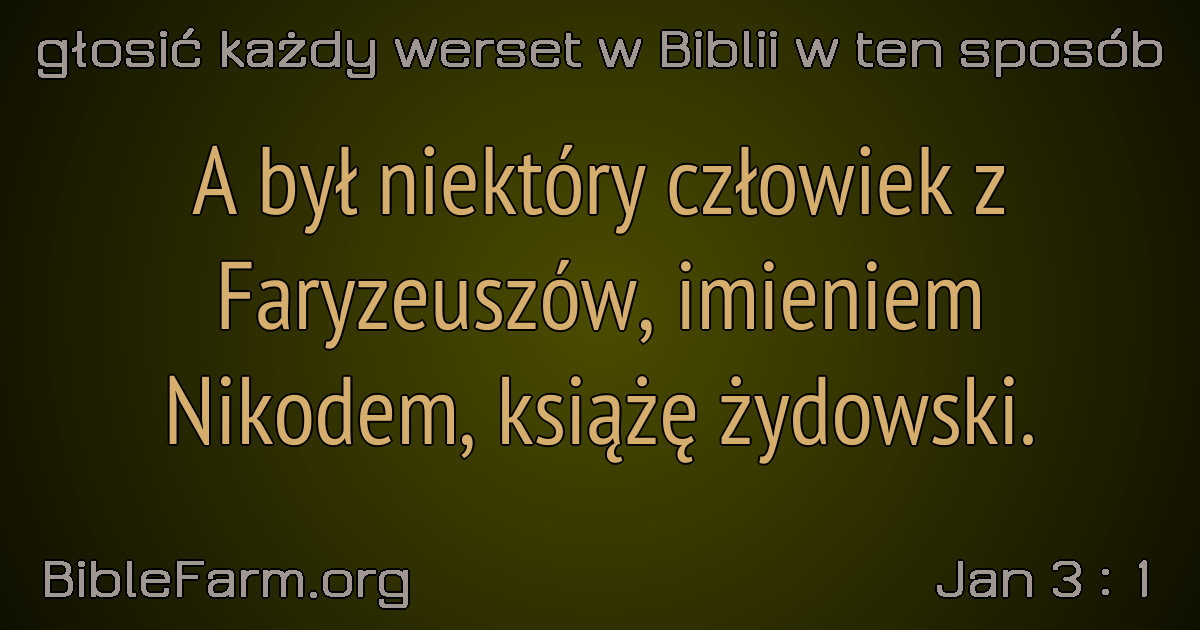 głosić każdy werset w Biblii w ten sposób
A był niektóry człowiek z
Faryzeuszów, imieniem
Nikodem, książę żydowski.
BibleFarm.org
Jan 3 : 1